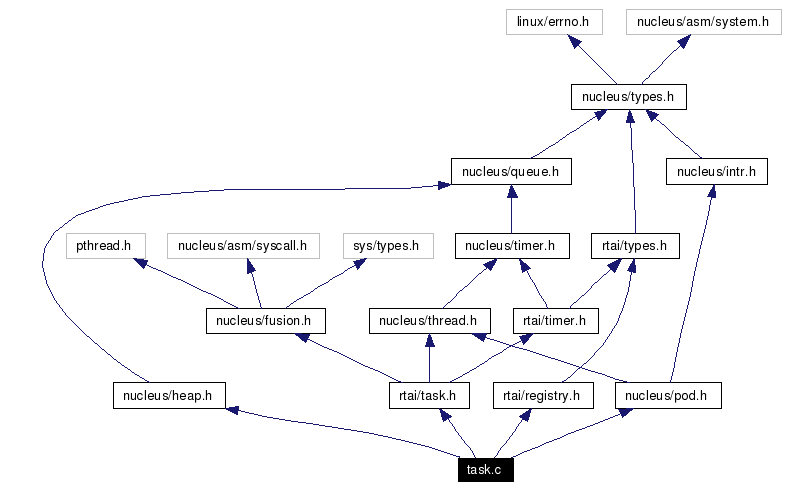 linux/errno.h
nucleus/asm/system.h
nucleus/types.h
nucleus/queue.h
nucleus/intr.h
pthread.h
nucleus/asm/syscall.h
sys/types.h
nucleus/timer.h
rtai/types.h
nucleus/fusion.h
nucleus/thread.h
rtai/timer.h
nucleus/heap.h
rtai/task.h
rtai/registry.h
nucleus/pod.h
task.c